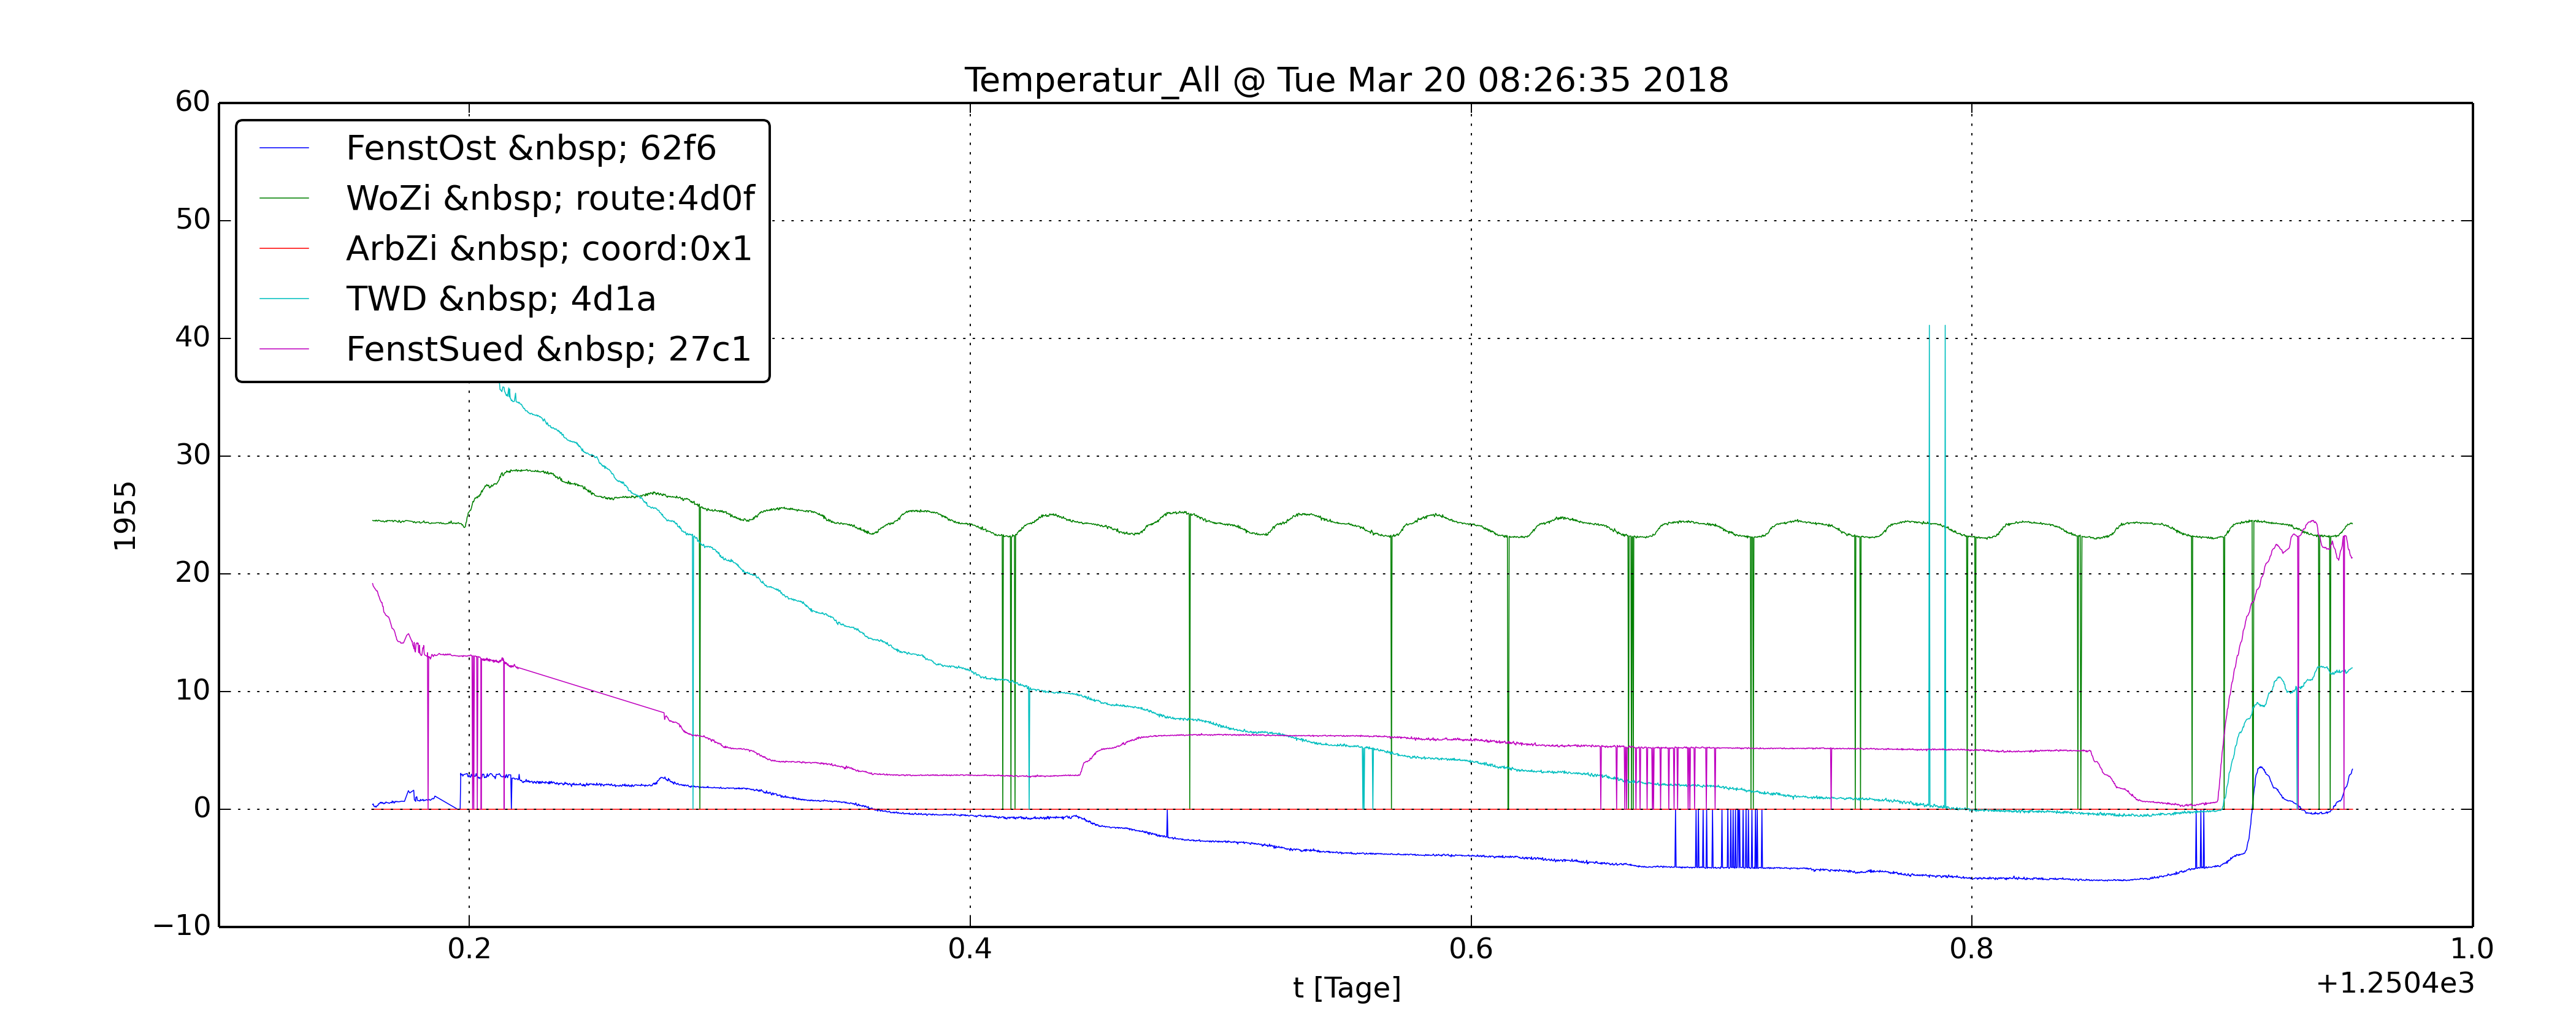 Temperatur_All @ Tue Mar 20 08:26:35 2018
60
50
40
30
20
10
0
−10
1955
FenstOst &nbsp; 62f6
WoZi &nbsp; route:4d0f
ArbZi &nbsp; coord:0x1
TWD &nbsp; 4d1a
FenstSued &nbsp; 27c1
0.2 0.4 0.6 0.8 1.0
t [Tage]
+1.2504e3